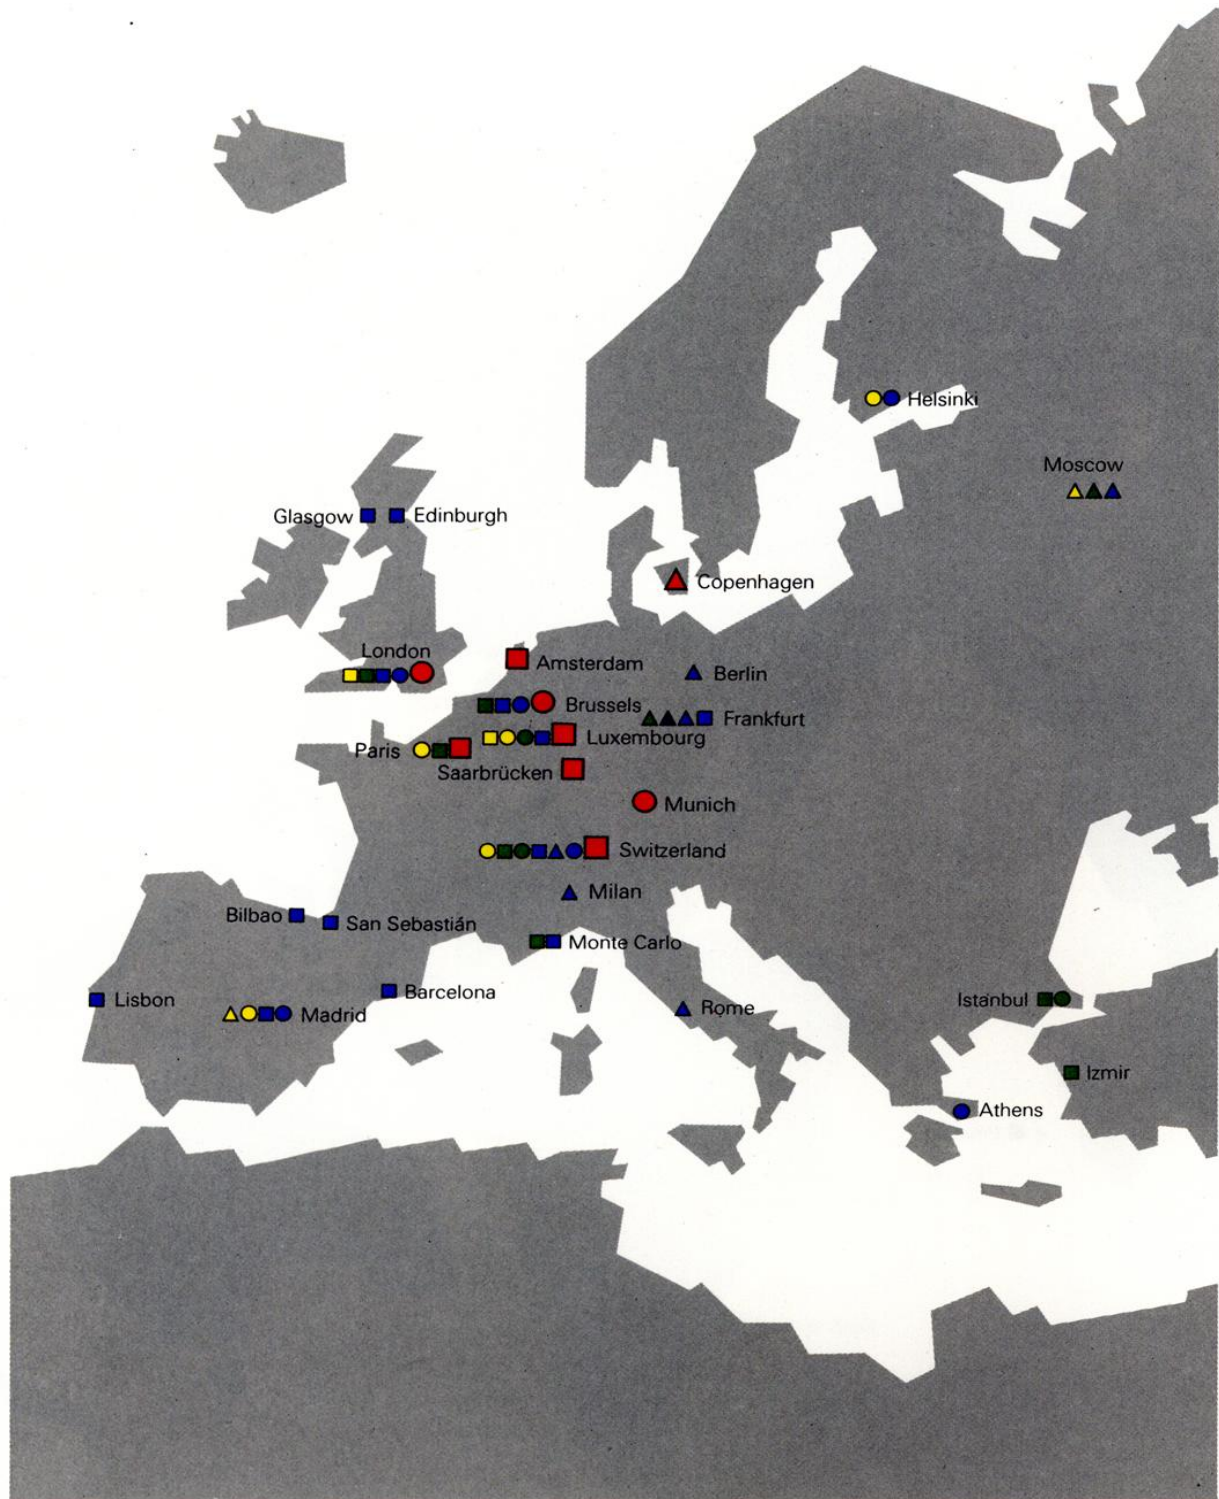 Helsinki
Moscow
Glasgow
Edinburgh
Copenhagen
London
Amsterdam
Berlin
Brussels
Frankfurt
Luxembourg
Paris
Saarbrücken
Munich
Switzerland
Milan
Bilbao
San Sebastián
Monte Carlo
Barcelona
Lisbon
Istanbul
Madrid
Rome
Izmir
Athens